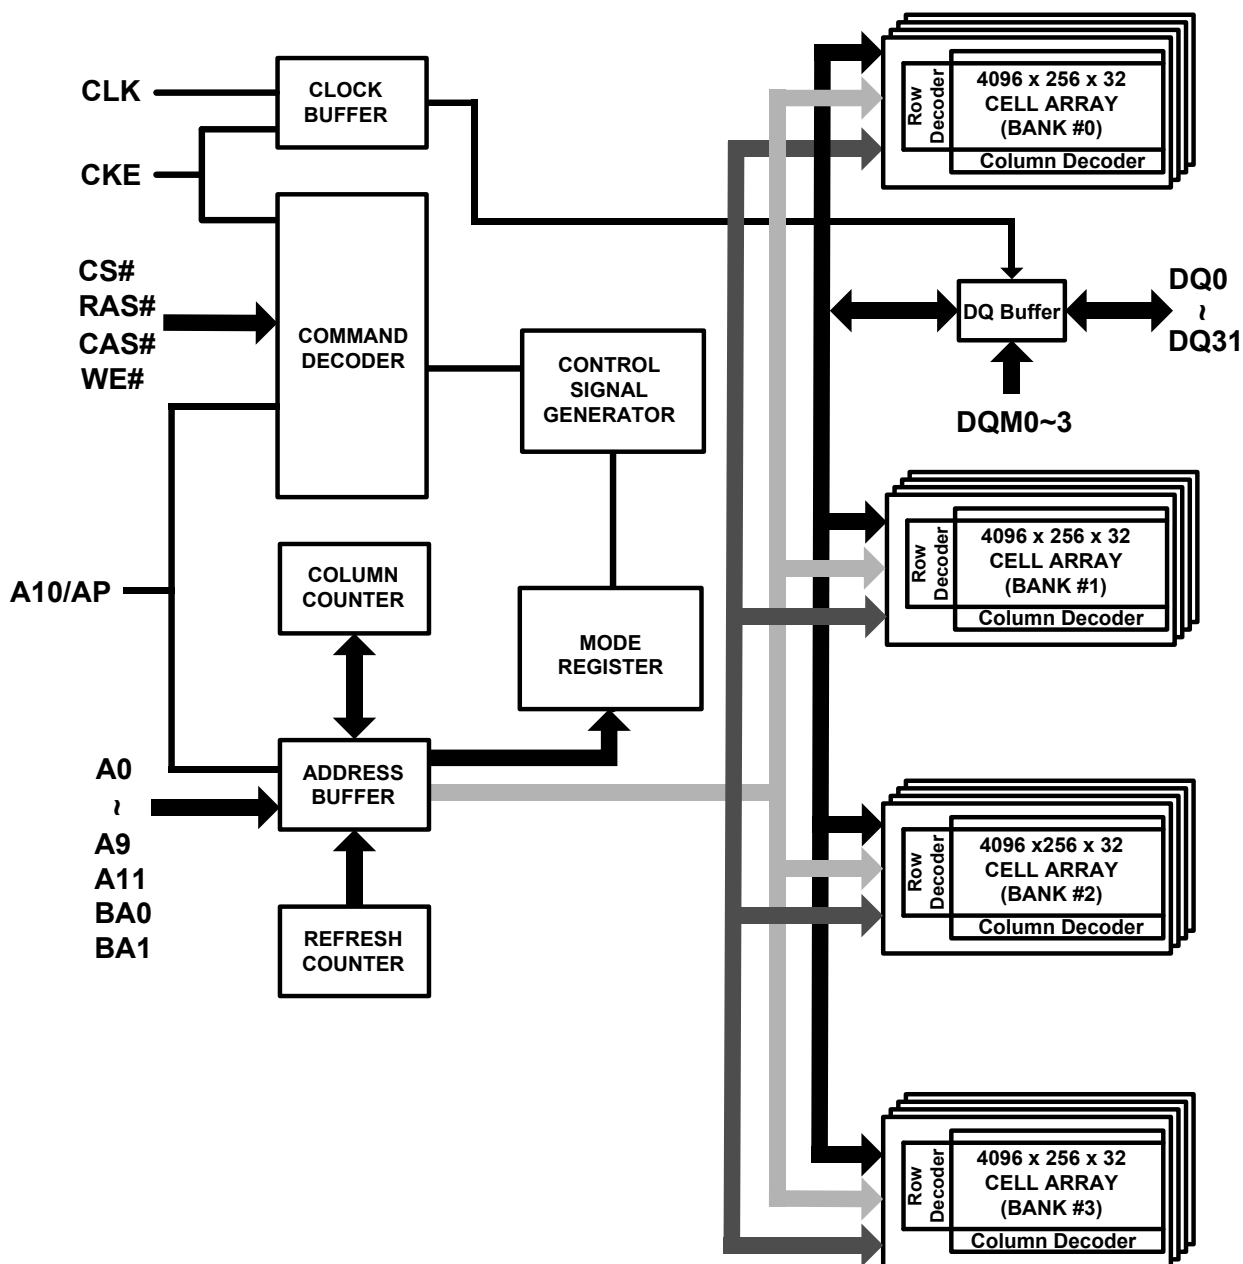 CLK
CKE
CLOCK
BUFFER
CS#
RAS#
CAS#
WE#
COMMAND
DECODER
CONTROL
SIGNAL
GENERATOR
A10/AP
COLUMN
COUNTER
MODE
REGISTER
A0
~
A9
A11
BA0
BA1
ADDRESS
BUFFER
REFRESH
COUNTER
Row
Decoder
4096 x 256 x 32
CELL ARRAY
(BANK #0)
Column Decoder
DQ Buffer
DQ0
~
DQ31
DQM0~3
Row
Decoder
4096 x 256 x 32
CELL ARRAY
(BANK #1)
Column Decoder
Row
Decoder
4096 x256 x 32
CELL ARRAY
(BANK #2)
Column Decoder
Row
Decoder
4096 x 256 x 32
CELL ARRAY
(BANK #3)
Column Decoder